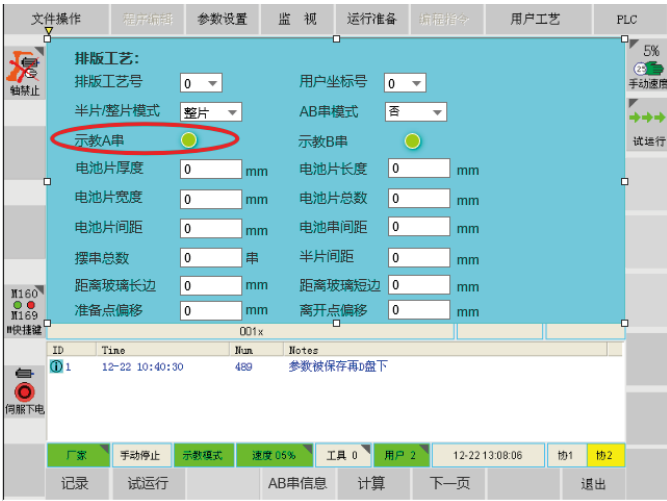 文件操作 程序编辑 参数设置 监 视 运行准备 编程指令 用户工艺 PLC
排版工艺:
排版工艺号 0 用户坐标号 0
半片/整片模式 整片 AB串模式 否
示教A串 示教B串
电池片厚度 0 mm 电池片长度 0 mm
电池片宽度 0 mm 电池片总数 0 mm
电池片间距 0 mm 电池串间距 0 mm
摆串总数 0 串 半片间距 0 mm
距离玻璃长边 0 mm 距离玻璃短边 0 mm
准备点偏移 0 mm 离开点偏移 0 mm
轴禁止
M160
M169
M快捷键
伺服下电
5%
手动速度
试运行
001x
ID Time Num Notes
1 12-22 10:40:30 489 参数被保存再D盘下
厂家 手动停止 示教模式 速度 05% 工具 0 用户 2 12-22 13:08:06 协1 协2
记录 试运行 AB串信息 计算 下一页 退出